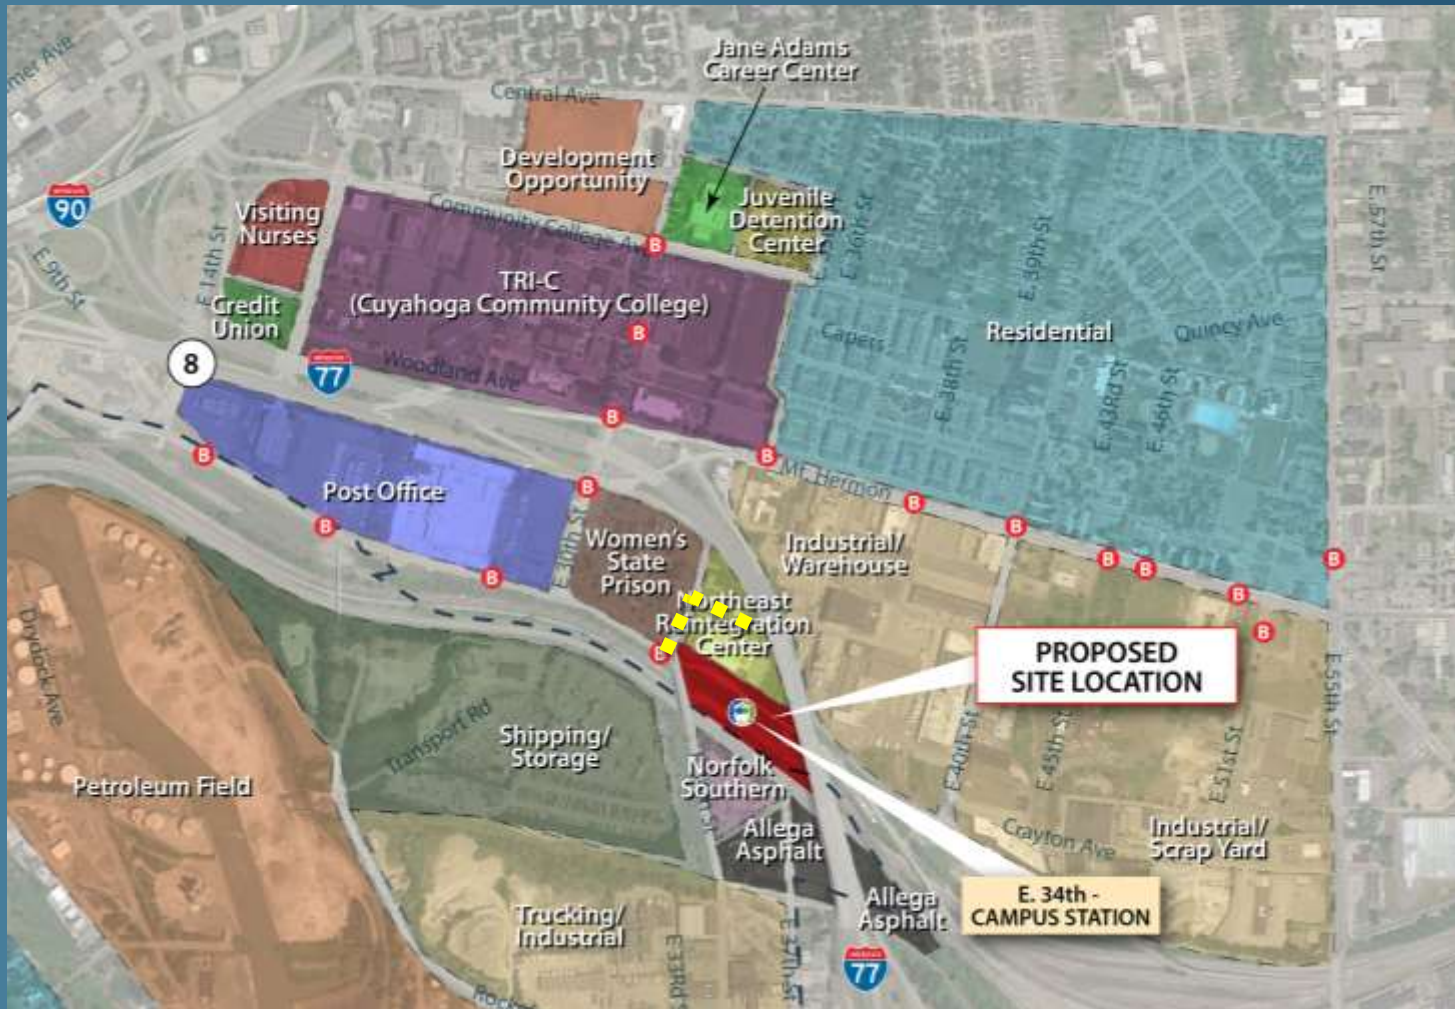 Jane Adams
Career Center
Central Ave
Development
Opportunity
90
Visiting
Nurses
E 14th St
E 9th St
Community College Ave
Juvenile
Detention
Center
E 36th St
E 39th St
E 57th St
TRI-C
(Cuyahoga Community College)
B
B
Credit
Union
8
77
Woodland Ave
Capers
Residential
Quincy Ave
E 38th St
E 43Rd St
E 46th St
B
B
B
Post Office
B
Mt. Hermon
B
B
B
B
B
B
B
B
B
E 30th St
Women's
State
Prison
Industrial/
Warehouse
Northeast
Reintegration
Center
B
PROPOSED
SITE LOCATION
E 55th St
Drydock Ave
Transport Rd
Shipping/
Storage
Petroleum Field
Norfolk
Southern
E 40th St
E 45th St
E 51st St
Crayton Ave
Industrial/
Scrap Yard
Allega
Asphalt
Allega
Asphalt
E. 34th -
CAMPUS STATION
Trucking/
Industrial
E 33Rd St
E 37th St
77